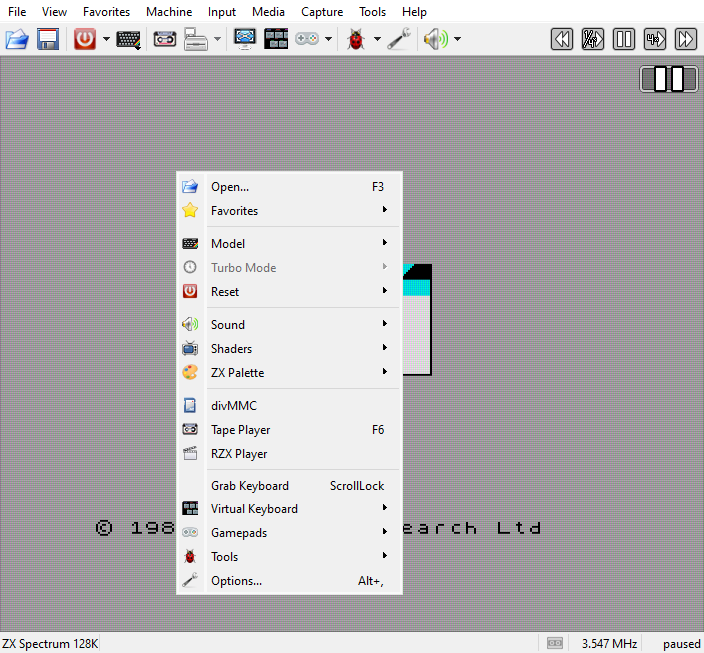 File View Favorites Machine Input Media Capture Tools Help
Open... F3
Favorites
Model
Turbo Mode
Reset
Sound
Shaders
ZX Palette
divMMC
Tape Player F6
RZX Player
Grab Keyboard ScrollLock
Virtual Keyboard
© 198 earch Ltd
Gamepads
Tools
Options... Alt+,
ZX Spectrum 128K 3.547 MHz paused